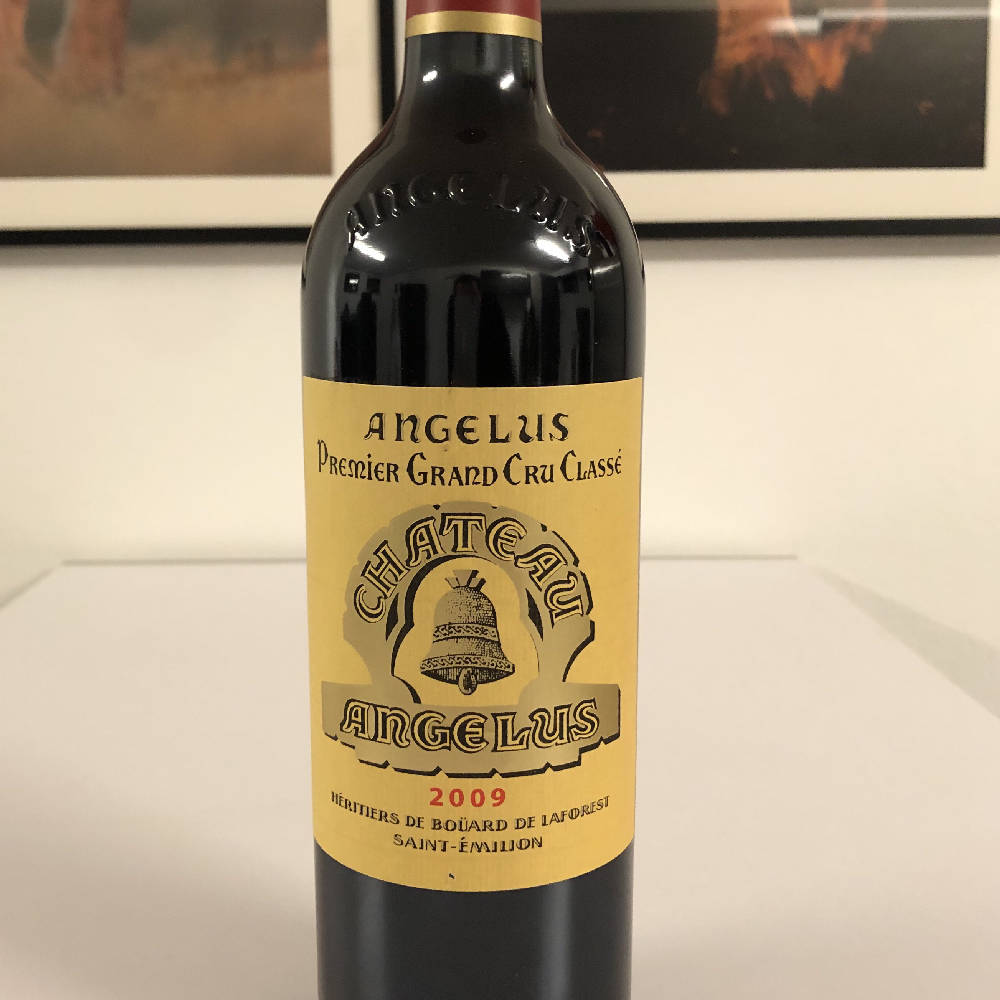 ANGELUS
ANGELUS
PREMIER GRAND CRU CLASSÉ
CHATEAU
ANGELUS
2009
HÉRITIERS DE BOÜARD DE LAFOREST
SAINT-ÉMILION